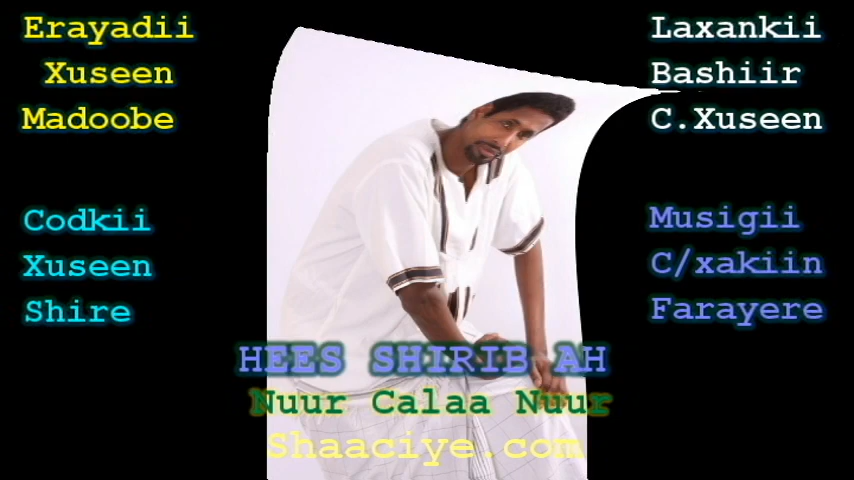 Erayadii
Xuseen
Madoobe
Codkii
Xuseen
Shire
Laxankii
Bashiir
C.Xuseen
Musigii
C/xakiin
Farayere
HEES SHIRIB AH
Nuur Calaa Nuur
Shaaciye.com